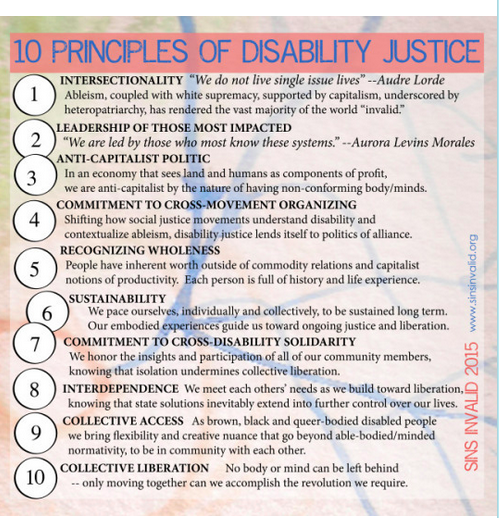 10 PRINCIPLES OF DISABILITY JUSTICE
1
INTERSECTIONALITY "We do not live single issue lives" --Audre Lorde
Ableism, coupled with white supremacy, supported by capitalism, underscored by
heteropatriarchy, has rendered the vast majority of the world "invalid."
2
LEADERSHIP OF THOSE MOST IMPACTED
"We are led by those who most know these systems." --Aurora Levins Morales
3
ANTI-CAPITALIST POLITIC
In an economy that sees land and humans as components of profit,
we are anti-capitalist by the nature of having non-conforming body/minds.
4
COMMITMENT TO CROSS-MOVEMENT ORGANIZING
Shifting how social justice movements understand disability and
contextualize ableism, disability justice lends itself to politics of alliance.
5
RECOGNIZING WHOLENESS
People have inherent worth outside of commodity relations and capitalist
notions of productivity. Each person is full of history and life experience.
6
SUSTAINABILITY
We pace ourselves, individually and collectively, to be sustained long term.
Our embodied experiences guide us toward ongoing justice and liberation.
7
COMMITMENT TO CROSS-DISABILITY SOLIDARITY
We honor the insights and participation of all of our community members,
knowing that isolation undermines collective liberation.
8
INTERDEPENDENCE We meet each others' needs as we build toward liberation,
knowing that state solutions inevitably extend into further control over our lives.
9
COLLECTIVE ACCESS As brown, black and queer-bodied disabled people
we bring flexibility and creative nuance that go beyond able-bodied/minded
normativity, to be in community with each other.
10
COLLECTIVE LIBERATION No body or mind can be left behind
-- only moving together can we accomplish the revolution we require.
SINS INVALID 2015 www.sinsinvalid.org